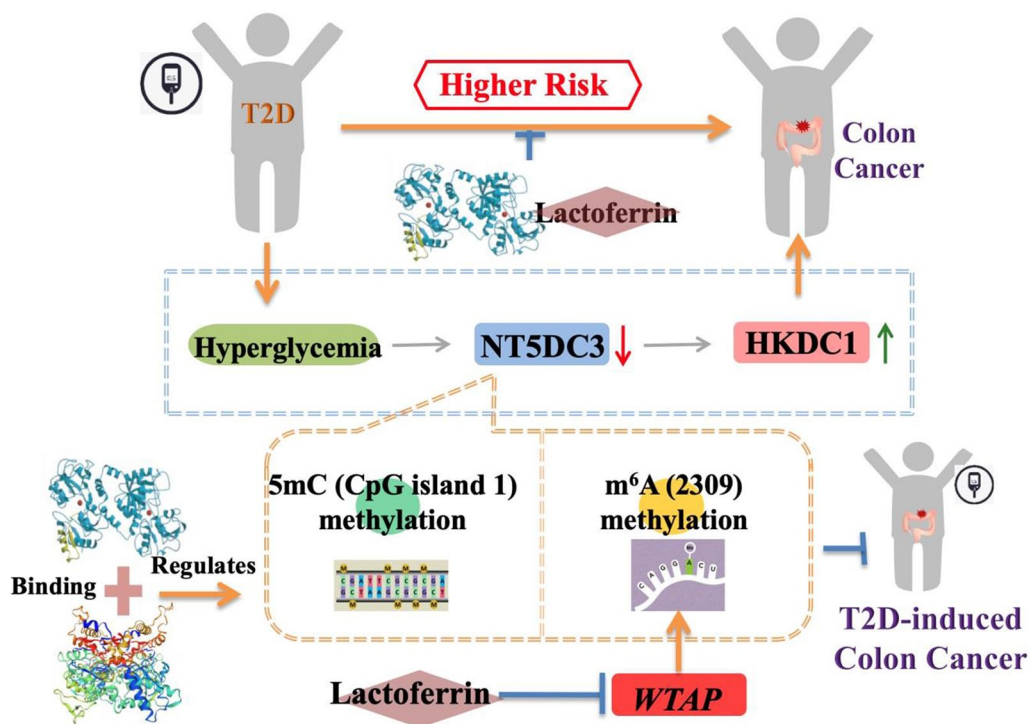 Higher Risk
T2D
Colon
Cancer
Lactoferrin
Hyperglycemia
NT5DC3
HKDC1
5mC (CpG island 1)
methylation
m⁶A (2309)
methylation
Regulates
Binding
M M M M
C G A T T C G C G C G A
G C T A A G C G C G C T
M M M
Me
C A G G A C U
T2D-induced
Colon Cancer
Lactoferrin
WTAP